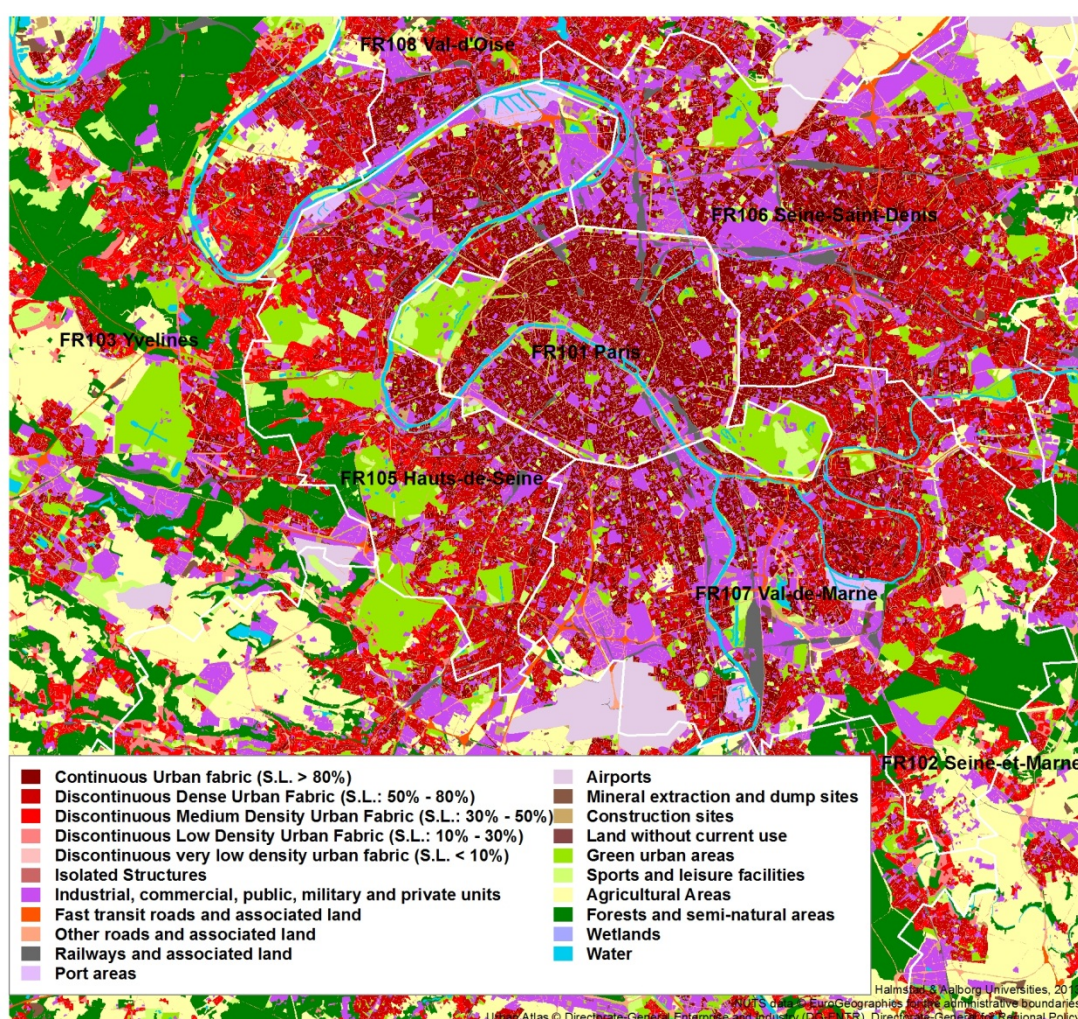 FR108 Val-d'Oise
FR106 Seine-Saint-Denis
FR103 Yvelines
FR101 Paris
FR105 Hauts-de-Seine
FR107 Val-de-Marne
FR102 Seine-et-Marne
Continuous Urban fabric (S.L. > 80%)
Discontinuous Dense Urban Fabric (S.L.: 50% - 80%)
Discontinuous Medium Density Urban Fabric (S.L.: 30% - 50%)
Discontinuous Low Density Urban Fabric (S.L.: 10% - 30%)
Discontinuous very low density urban fabric (S.L. < 10%)
Isolated Structures
Industrial, commercial, public, military and private units
Fast transit roads and associated land
Other roads and associated land
Railways and associated land
Port areas
Airports
Mineral extraction and dump sites
Construction sites
Land without current use
Green urban areas
Sports and leisure facilities
Agricultural Areas
Forests and semi-natural areas
Wetlands
Water
Halmstad & Aalborg Universities,
NUTS data © EuroGeographics for the administrative boundaries
Urban Atlas © Directorate-General Enterprise and Industry (DG-ENTR), Directorate-General for Regional Policy